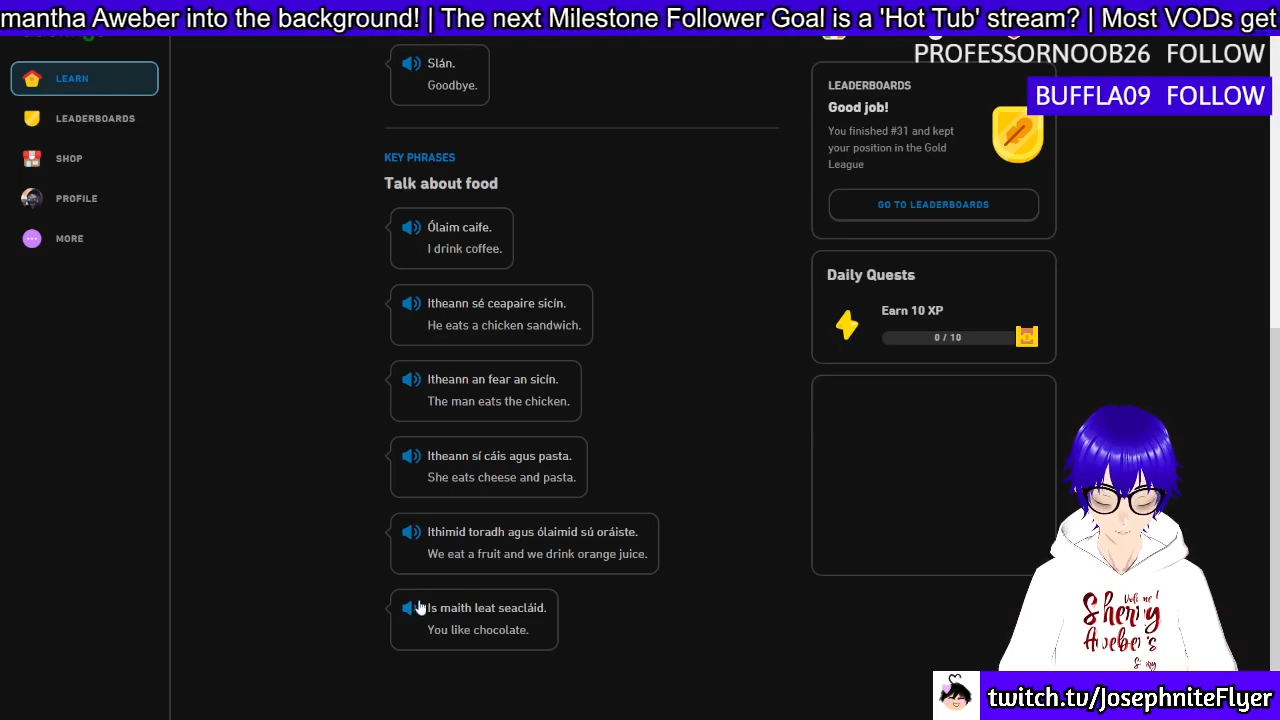 mantha Aweber into the background! | The next Milestone Follower Goal is a 'Hot Tub' stream? | Most VODs get
PROFESSORNOOB26 FOLLOW
BUFFLA09 FOLLOW
LEARN
LEADERBOARDS
SHOP
PROFILE
MORE
Slán.
Goodbye.
KEY PHRASES
Talk about food
Ólaim caife.
I drink coffee.
Itheann sé ceapaire sicín.
He eats a chicken sandwich.
Itheann an fear an sicín.
The man eats the chicken.
Itheann sí cáis agus pasta.
She eats cheese and pasta.
Ithimid toradh agus ólaimid sú oráiste.
We eat a fruit and we drink orange juice.
Is maith leat seacláid.
You like chocolate.
LEADERBOARDS
Good job!
You finished #31 and kept
your position in the Gold
League
GO TO LEADERBOARDS
Daily Quests
Earn 10 XP
0 / 10
Sherry
Aweber's
twitch.tv/JosephniteFlyer